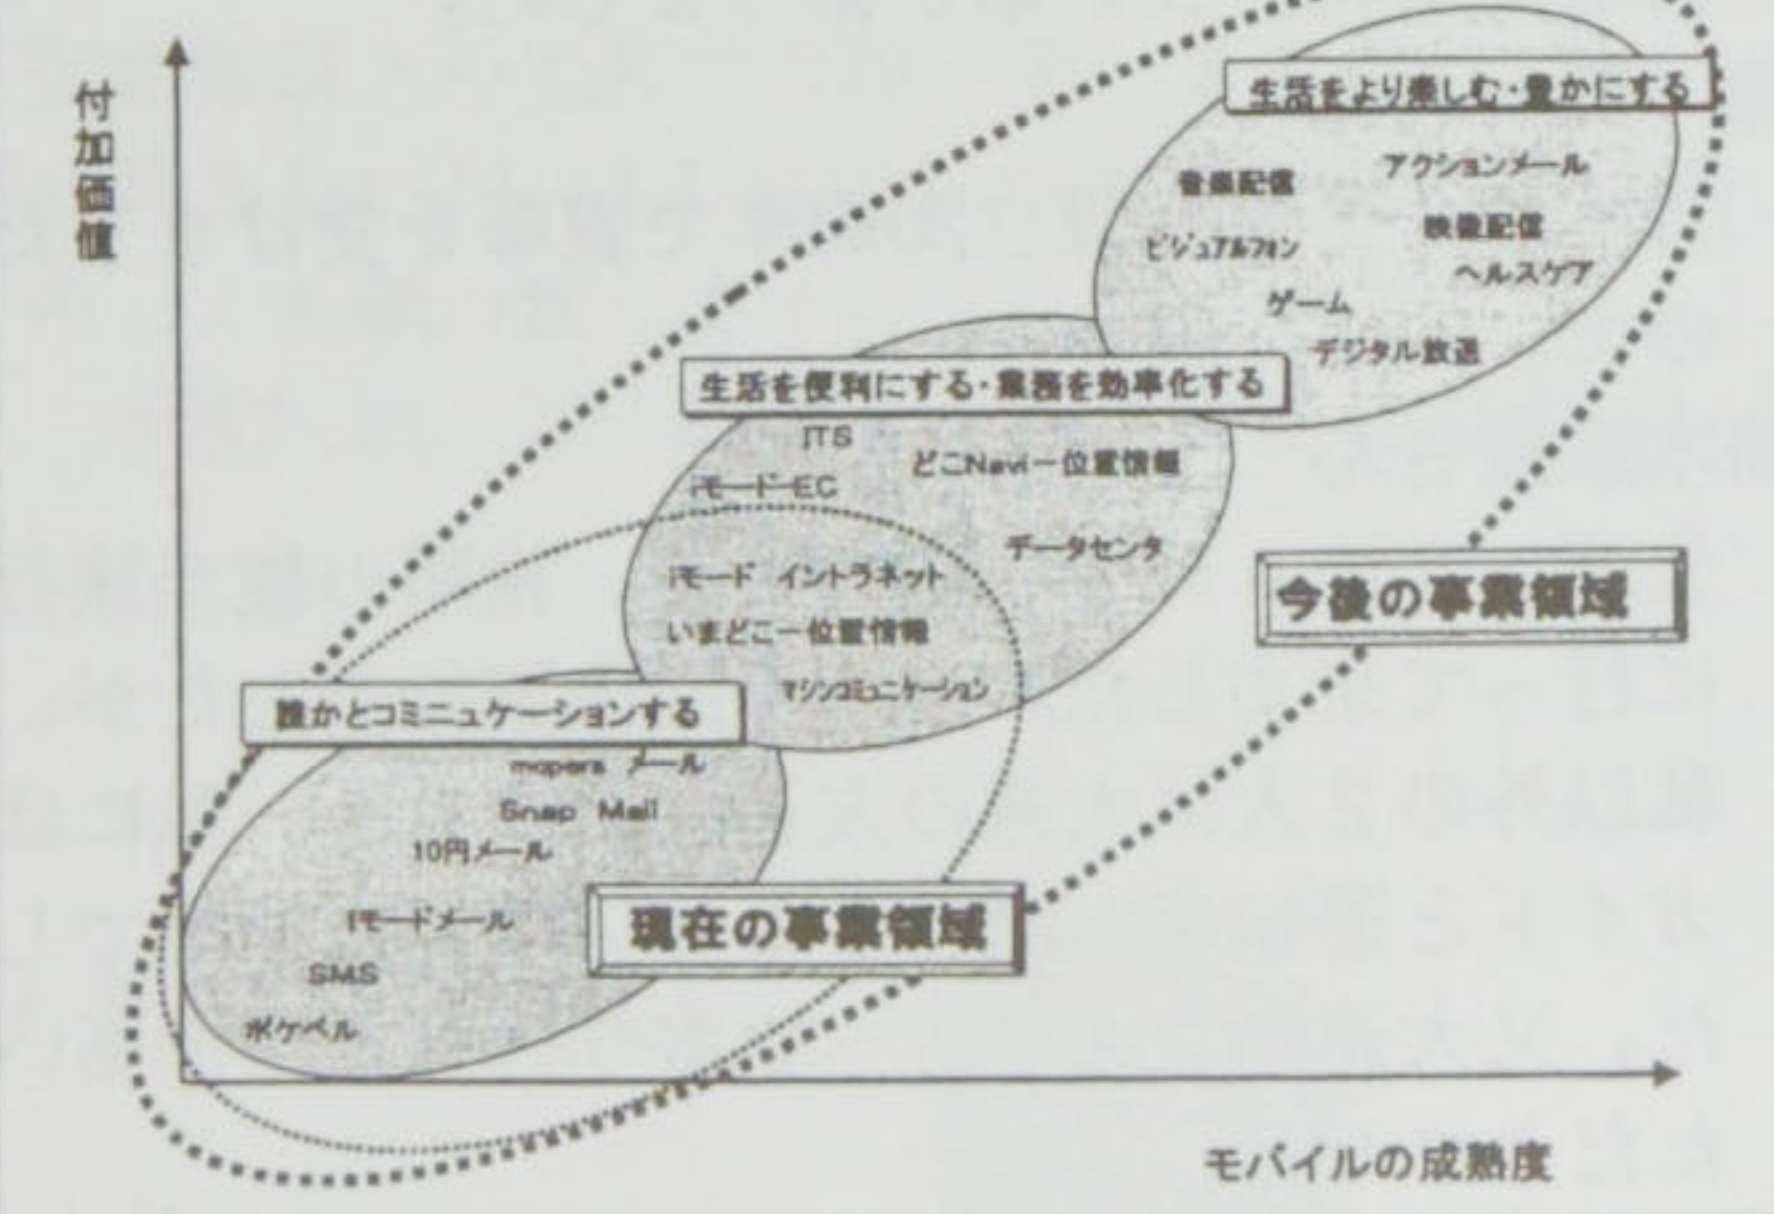 付加価値
生活をより楽しむ・豊かにする
アクションメール
音楽配信
映像配信
ビジュアルフォン
ヘルスケア
ゲーム
デジタル放送
生活を便利にする・業務を効率化する
ITS
どこNavi－位置情報
iモード－EC
データセンタ
iモード イントラネット
今後の事業領域
いまどこ－位置情報
マシンコミュニケーション
誰かとコミニュケーションする
mopera メール
Snap Mail
10円メール
iモードメール
現在の事業領域
SMS
ポケベル
モバイルの成熟度